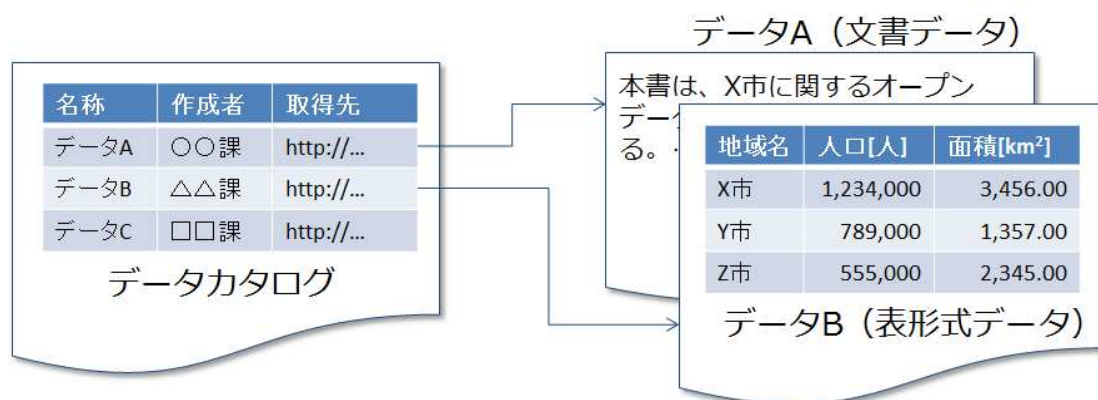 名称 作成者 取得先
データA ○○課 http://...
データB △△課 http://...
データC □□課 http://...
データカタログ
データA（文書データ）
本書は、X市に関するオープン
データ
る。
地域名 人口[人] 面積[km²]
X市 1,234,000 3,456.00
Y市 789,000 1,357.00
Z市 555,000 2,345.00
データB（表形式データ）